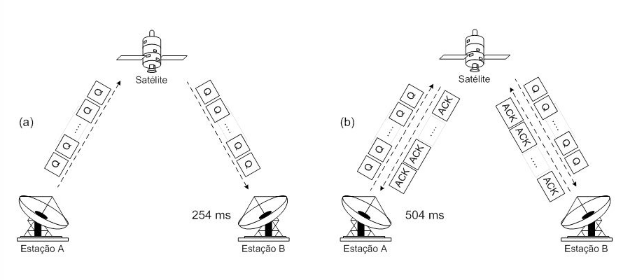 Satélite
(a)
Q
Q
...
Q
Q
Q
Q
...
Q
Q
254 ms
Estação A
Estação B
Satélite
(b)
Q
Q
...
Q
Q
ACK
...
ACK
ACK
ACK
ACK
...
ACK
Q
Q
...
Q
Q
504 ms
Estação A
Estação B